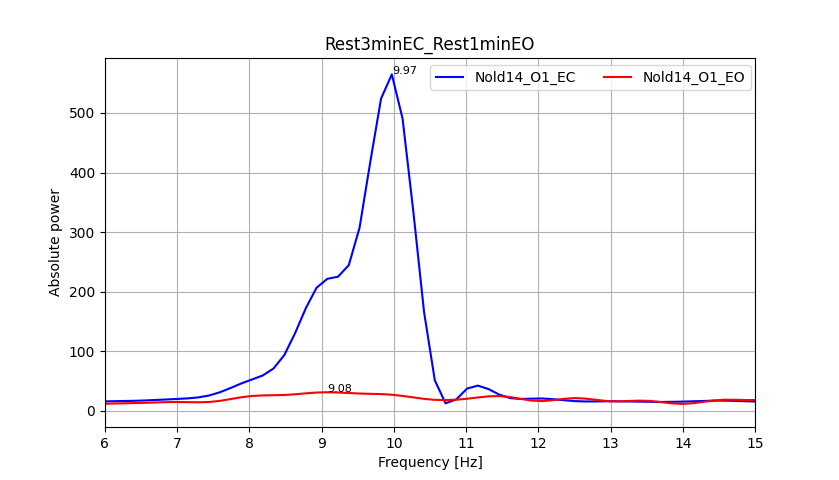 Rest3minEC_Rest1minEO
9.97
Nold14_O1_EC
Nold14_O1_EO
500
400
300
200
100
0
Absolute power
9.08
6 7 8 9 10 11 12 13 14 15
Frequency [Hz]